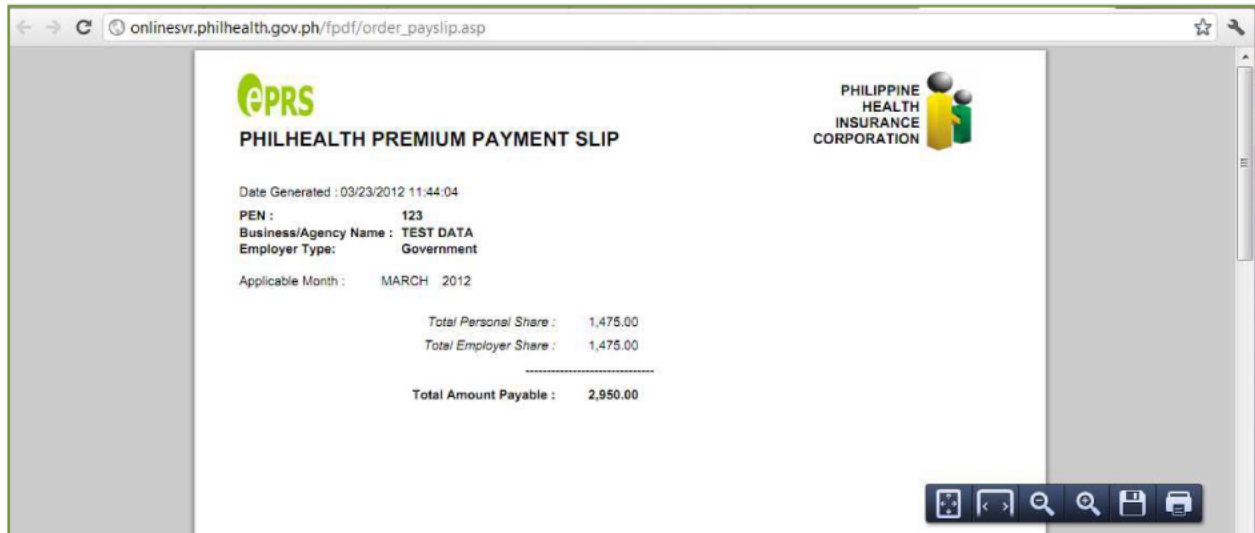 onlinesvr.philhealth.gov.ph/fpdf/order_payslip.asp
ePRS
PHILHEALTH PREMIUM PAYMENT SLIP
PHILIPPINE
HEALTH
INSURANCE
CORPORATION
Date Generated : 03/23/2012 11:44:04
PEN : 123
Business/Agency Name : TEST DATA
Employer Type: Government
Applicable Month : MARCH 2012
Total Personal Share : 1,475.00
Total Employer Share : 1,475.00
------------------------------
Total Amount Payable : 2,950.00